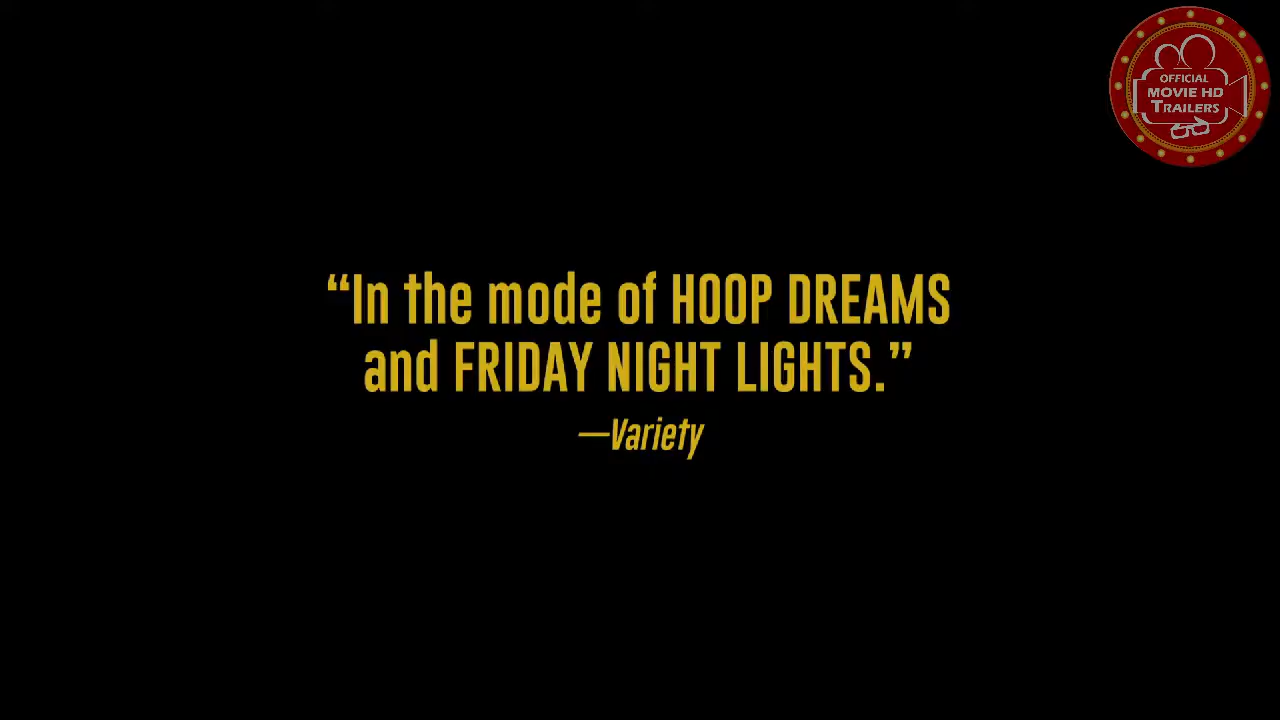 OFFICIAL
MOVIE HD
TRAILERS
“In the mode of HOOP DREAMS
and FRIDAY NIGHT LIGHTS.”
—Variety